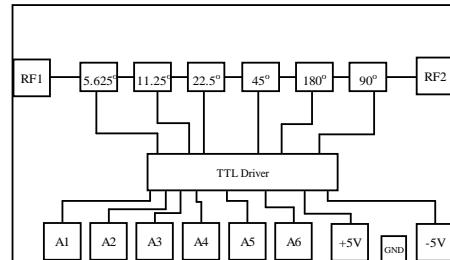 RF1 5.625° 11.25° 22.5° 45° 180° 90° RF2
TTL Driver
A1 A2 A3 A4 A5 A6 +5V GND -5V